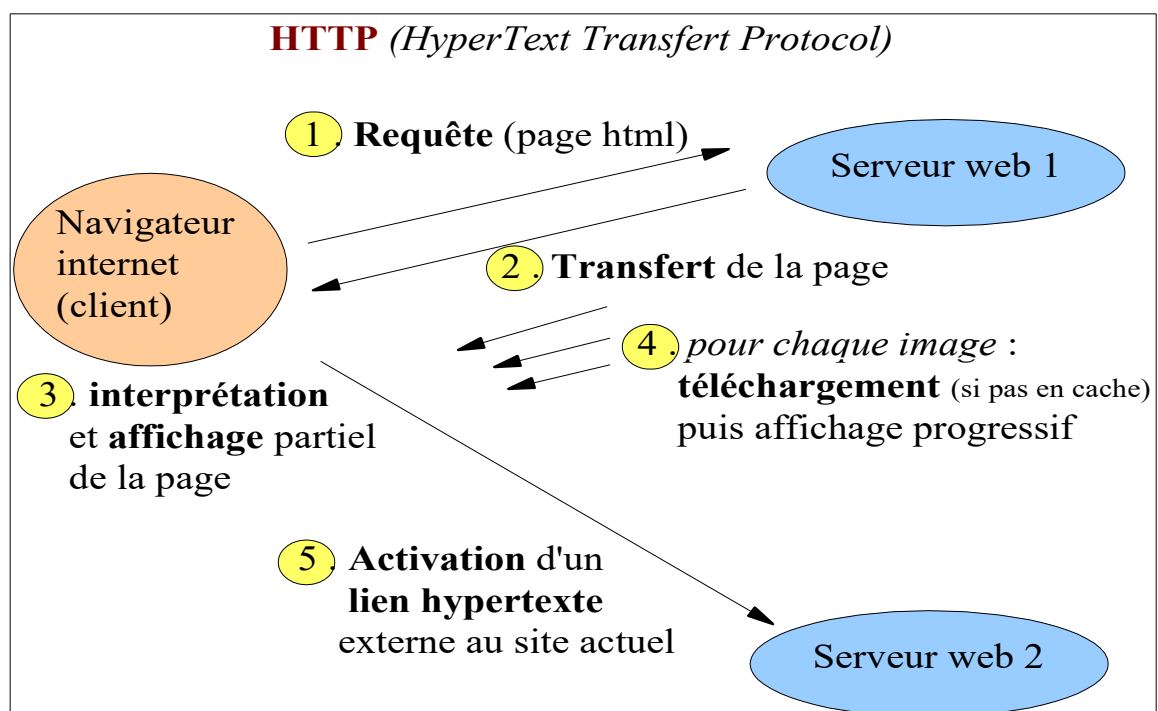 HTTP (HyperText Transfert Protocol)
1. Requête (page html)
Serveur web 1
Navigateur
internet
(client)
2. Transfert de la page
4. pour chaque image :
téléchargement (si pas en cache)
puis affichage progressif
3. interprétation
et affichage partiel
de la page
5. Activation d'un
lien hypertexte
externe au site actuel
Serveur web 2